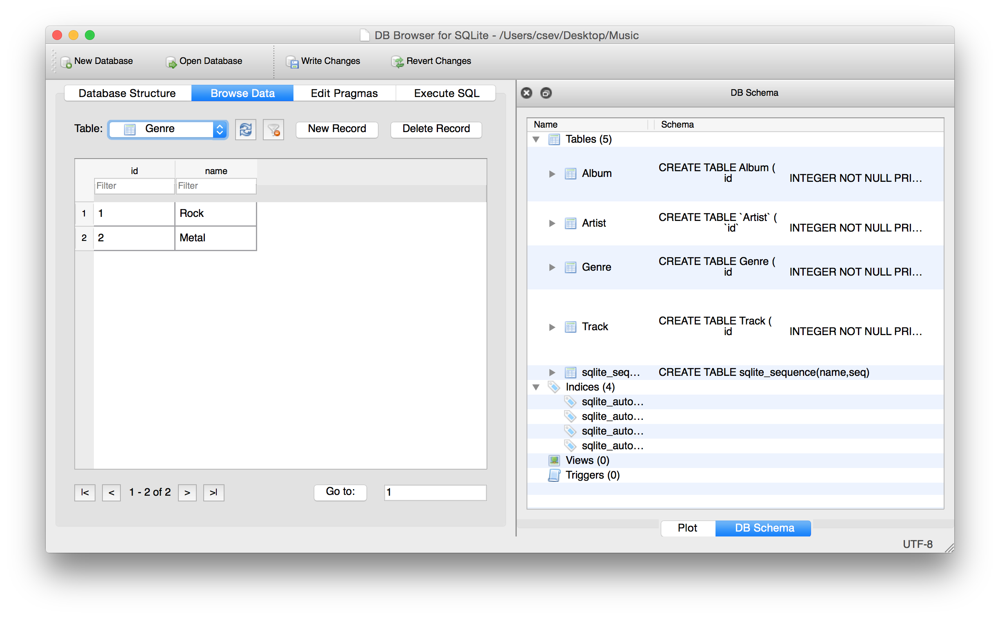 DB Browser for SQLite - /Users/csev/Desktop/Music
New Database Open Database Write Changes Revert Changes
Database Structure Browse Data Edit Pragmas Execute SQL
Table: Genre New Record Delete Record
id name
Filter Filter
1 1 Rock
2 2 Metal
|< < 1 - 2 of 2 > >| Go to: 1
DB Schema
Name Schema
Tables (5)
Album CREATE TABLE Album (
id INTEGER NOT NULL PRI...
Artist CREATE TABLE `Artist` (
`id` INTEGER NOT NULL PRI...
Genre CREATE TABLE Genre (
id INTEGER NOT NULL PRI...
Track CREATE TABLE Track (
id INTEGER NOT NULL PRI...
sqlite_seq... CREATE TABLE sqlite_sequence(name,seq)
Indices (4)
sqlite_auto...
sqlite_auto...
sqlite_auto...
sqlite_auto...
Views (0)
Triggers (0)
Plot DB Schema
UTF-8